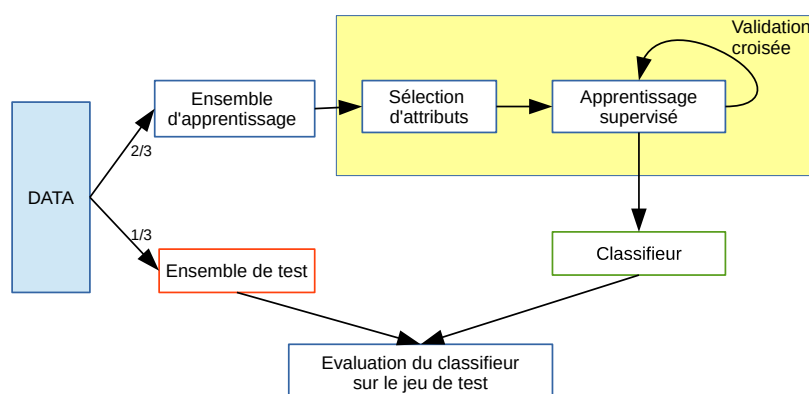 Validation
croisée
Ensemble
d'apprentissage
Sélection
d'attributs
Apprentissage
supervisé
2/3
DATA
1/3
Ensemble de test
Classifieur
Evaluation du classifieur
sur le jeu de test